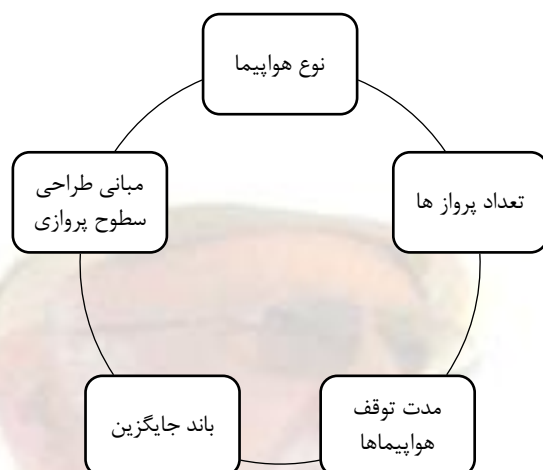 نوع هواپیما
تعداد پرواز ها
مدت توقف
هواپیماها
باند جایگزین
مبانی طراحی
سطوح پروازی